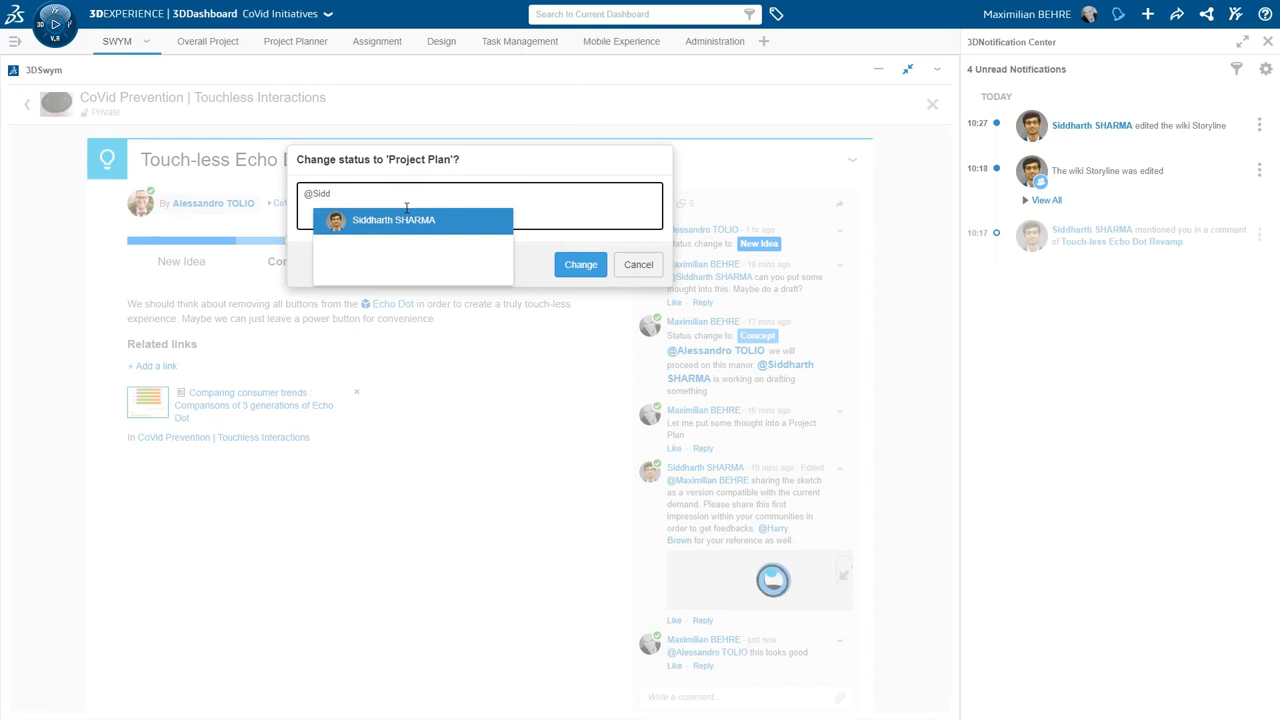 3DEXPERIENCE | 3DDashboard CoVid Initiatives
Search In Current Dashboard
Maximilian BEHRE
3D
V.R
SWYM
Overall Project
Project Planner
Assignment
Design
Task Management
Mobile Experience
Administration
3DSwym
CoVid Prevention | Touchless Interactions
Private
Touch-less Echo
By Alessandro TOLIO
New Idea
We should think about removing all buttons from the Echo Dot in order to create a truly touch-less
experience. Maybe we can just leave a power button for convenience.
Related links
+ Add a link
Comparing consumer trends :
Comparisons of 3 generations of Echo
Dot
In CoVid Prevention | Touchless Interactions
Change status to 'Project Plan'?
@Sidd
Siddharth SHARMA
Change
Cancel
6
Alessandro TOLIO · 1 hr ago
Status change to: New Idea
Maximilian BEHRE · 18 mins ago
@Siddharth SHARMA can you put some
thought into this. Maybe do a draft?
Like · Reply
Maximilian BEHRE · 17 mins ago
Status change to: Concept
@Alessandro TOLIO we will
proceed on this manor. @Siddharth
SHARMA is working on drafting
something
Maximilian BEHRE · 18 mins ago
Let me put some thought into a Project
Plan
Like · Reply
Siddharth SHARMA · 10 mins ago · Edited
@Maximilian BEHRE sharing the sketch
as a version compatible with the current
demand. Please share this first
impression within your communities in
order to get feedbacks. @Harry
Brown for your reference as well.
Like · Reply
Maximilian BEHRE · just now
@Alessandro TOLIO this looks good.
Like · Reply
Write a comment...
3DNotification Center
4 Unread Notifications
TODAY
10:27
Siddharth SHARMA edited the wiki Storyline
10:18
The wiki Storyline was edited
View All
10:17
Siddharth SHARMA mentioned you in a comment
of Touch-less Echo Dot Revamp